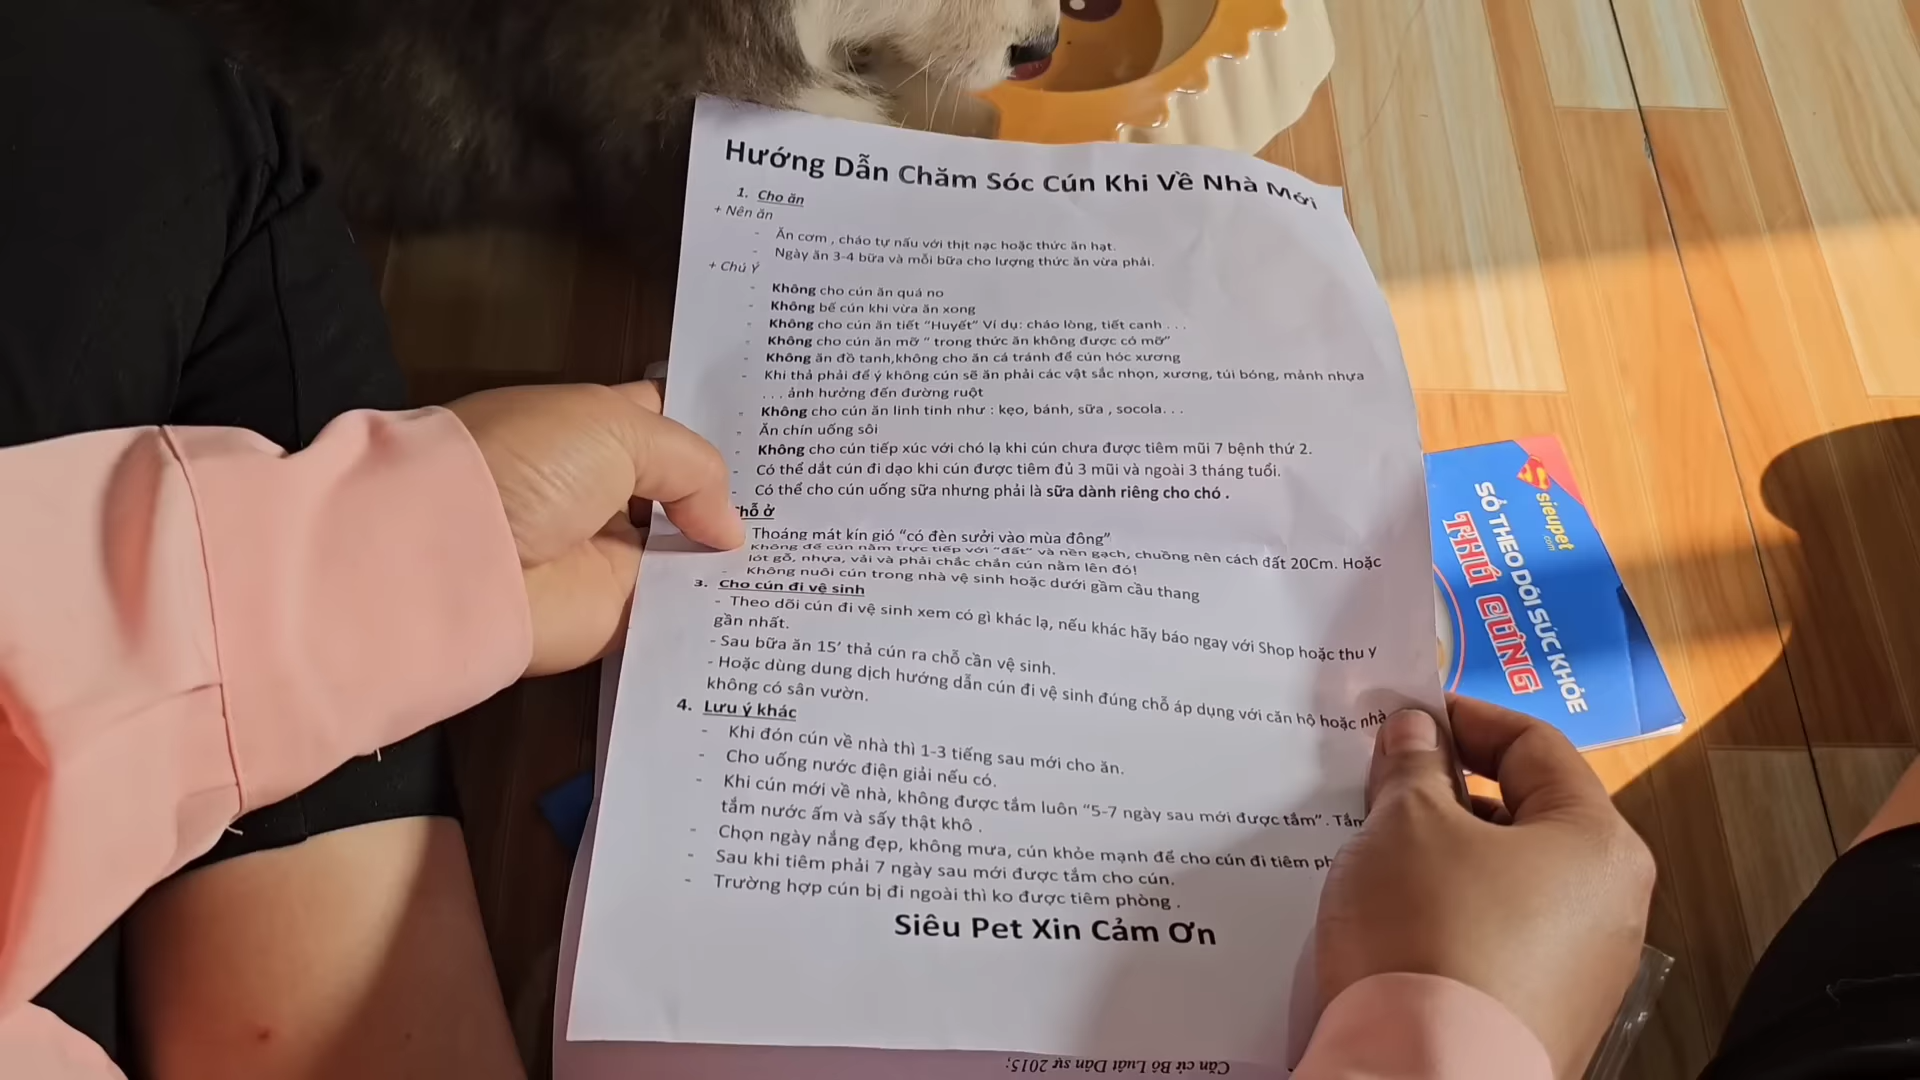 Hướng Dẫn Chăm Sóc Cún Khi Về Nhà Mới
1. Cho ăn
+ Nên ăn
- Ăn cơm , cháo tự nấu với thịt nạc hoặc thức ăn hạt.
- Ngày ăn 3-4 bữa và mỗi bữa cho lượng thức ăn vừa phải.
+ Chú Ý
- Không cho cún ăn quá no
- Không bế cún khi vừa ăn xong
- Không cho cún ăn tiết “Huyết” Ví dụ: cháo lòng, tiết canh . . .
- Không cho cún ăn mỡ “ trong thức ăn không được có mỡ”
- Không ăn đồ tanh,không cho ăn cá tránh để cún hóc xương
- Khi thả phải để ý không cún sẽ ăn phải các vật sắc nhọn, xương, túi bóng, mảnh nhựa
. . . ảnh hưởng đến đường ruột
- Không cho cún ăn linh tinh như : kẹo, bánh, sữa , socola. . .
- Ăn chín uống sôi
- Không cho cún tiếp xúc với chó lạ khi cún chưa được tiêm mũi 7 bệnh thứ 2.
- Có thể dắt cún đi dạo khi cún được tiêm đủ 3 mũi và ngoài 3 tháng tuổi.
- Có thể cho cún uống sữa nhưng phải là sữa dành riêng cho chó .
hỗ ở
Thoáng mát kín gió “có đèn sưởi vào mùa đông”
Không để cún nằm trực tiếp với “đất” và nền gạch, chuồng nên cách đất 20Cm. Hoặc
lót gỗ, nhựa, vải và phải chắc chắn cún nằm lên đó!
- Không nuôi cún trong nhà vệ sinh hoặc dưới gầm cầu thang
3. Cho cún đi vệ sinh
- Theo dõi cún đi vệ sinh xem có gì khác lạ, nếu khác hãy báo ngay với Shop hoặc thu y
gần nhất.
- Sau bữa ăn 15’ thả cún ra chỗ cần vệ sinh.
- Hoặc dùng dung dịch hướng dẫn cún đi vệ sinh đúng chỗ áp dụng với căn hộ hoặc nhà
không có sân vườn.
4. Lưu ý khác
- Khi đón cún về nhà thì 1-3 tiếng sau mới cho ăn.
- Cho uống nước điện giải nếu có.
- Khi cún mới về nhà, không được tắm luôn “5-7 ngày sau mới được tắm”. Tắm
tắm nước ấm và sấy thật khô .
- Chọn ngày nắng đẹp, không mưa, cún khỏe mạnh để cho cún đi tiêm ph
- Sau khi tiêm phải 7 ngày sau mới được tắm cho cún.
- Trường hợp cún bị đi ngoài thì ko được tiêm phòng .
Siêu Pet Xin Cảm Ơn
Căn cứ Bộ Luật Dân sự 2015;
sieupet
.com
SỔ THEO DÕI SỨC KHỎE
THÚ CƯNG